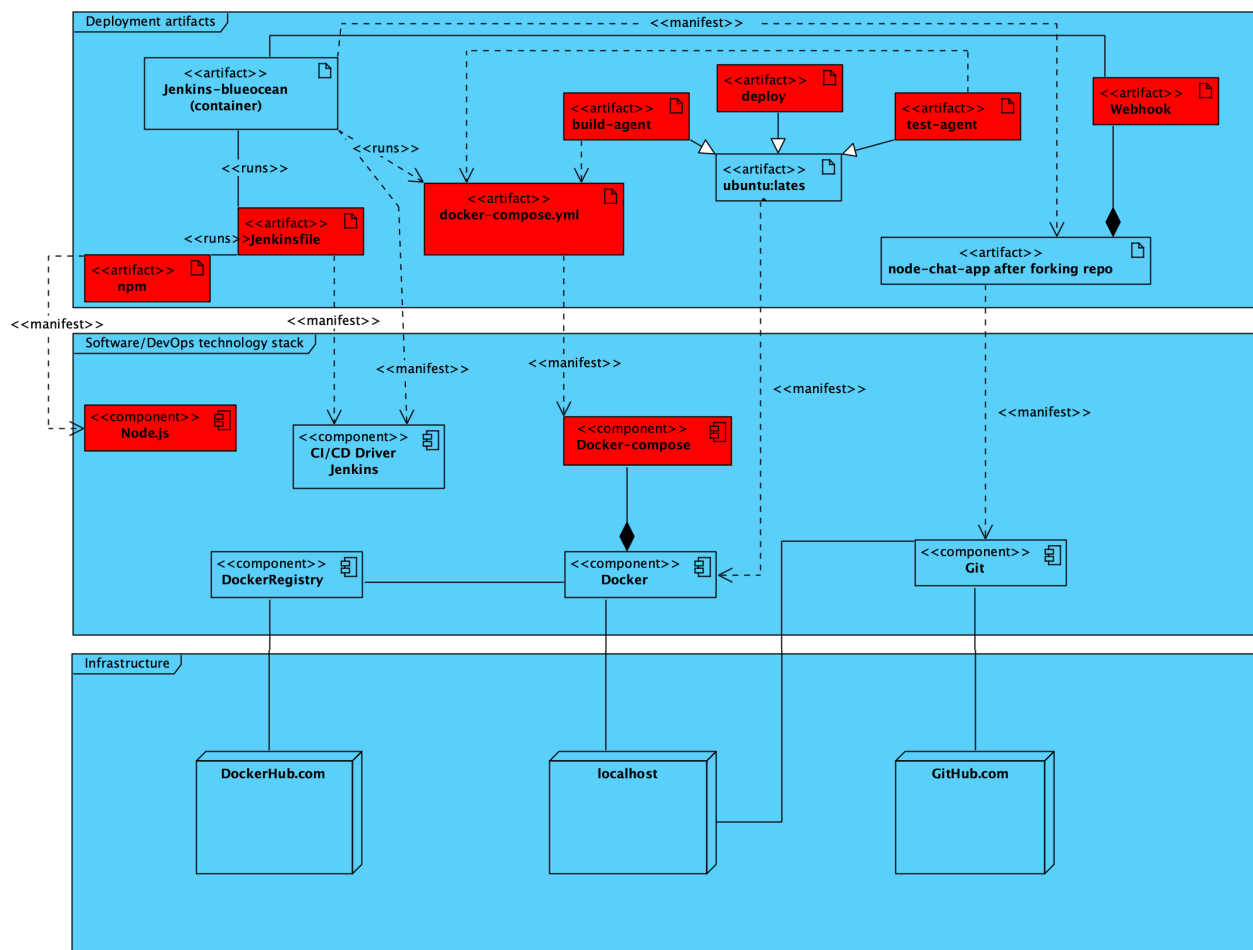 Deployment artifacts
<<manifest>>
<<artifact>>
Jenkins-blueocean
(container)
<<artifact>>
deploy
<<artifact>>
build-agent
<<artifact>>
test-agent
<<artifact>>
Webhook
<<runs>>
<<runs>>
<<artifact>>
ubuntu:lates
<<artifact>>
docker-compose.yml
<<artifact>>
Jenkinsfile
<<runs>>
<<artifact>>
npm
<<artifact>>
node-chat-app after forking repo
<<manifest>>
<<manifest>>
Software/DevOps technology stack
<<manifest>>
<<manifest>>
<<manifest>>
<<manifest>>
<<component>>
Node.js
<<component>>
CI/CD Driver
Jenkins
<<component>>
Docker-compose
<<component>>
DockerRegistry
<<component>>
Docker
<<component>>
Git
Infrastructure
DockerHub.com
localhost
GitHub.com